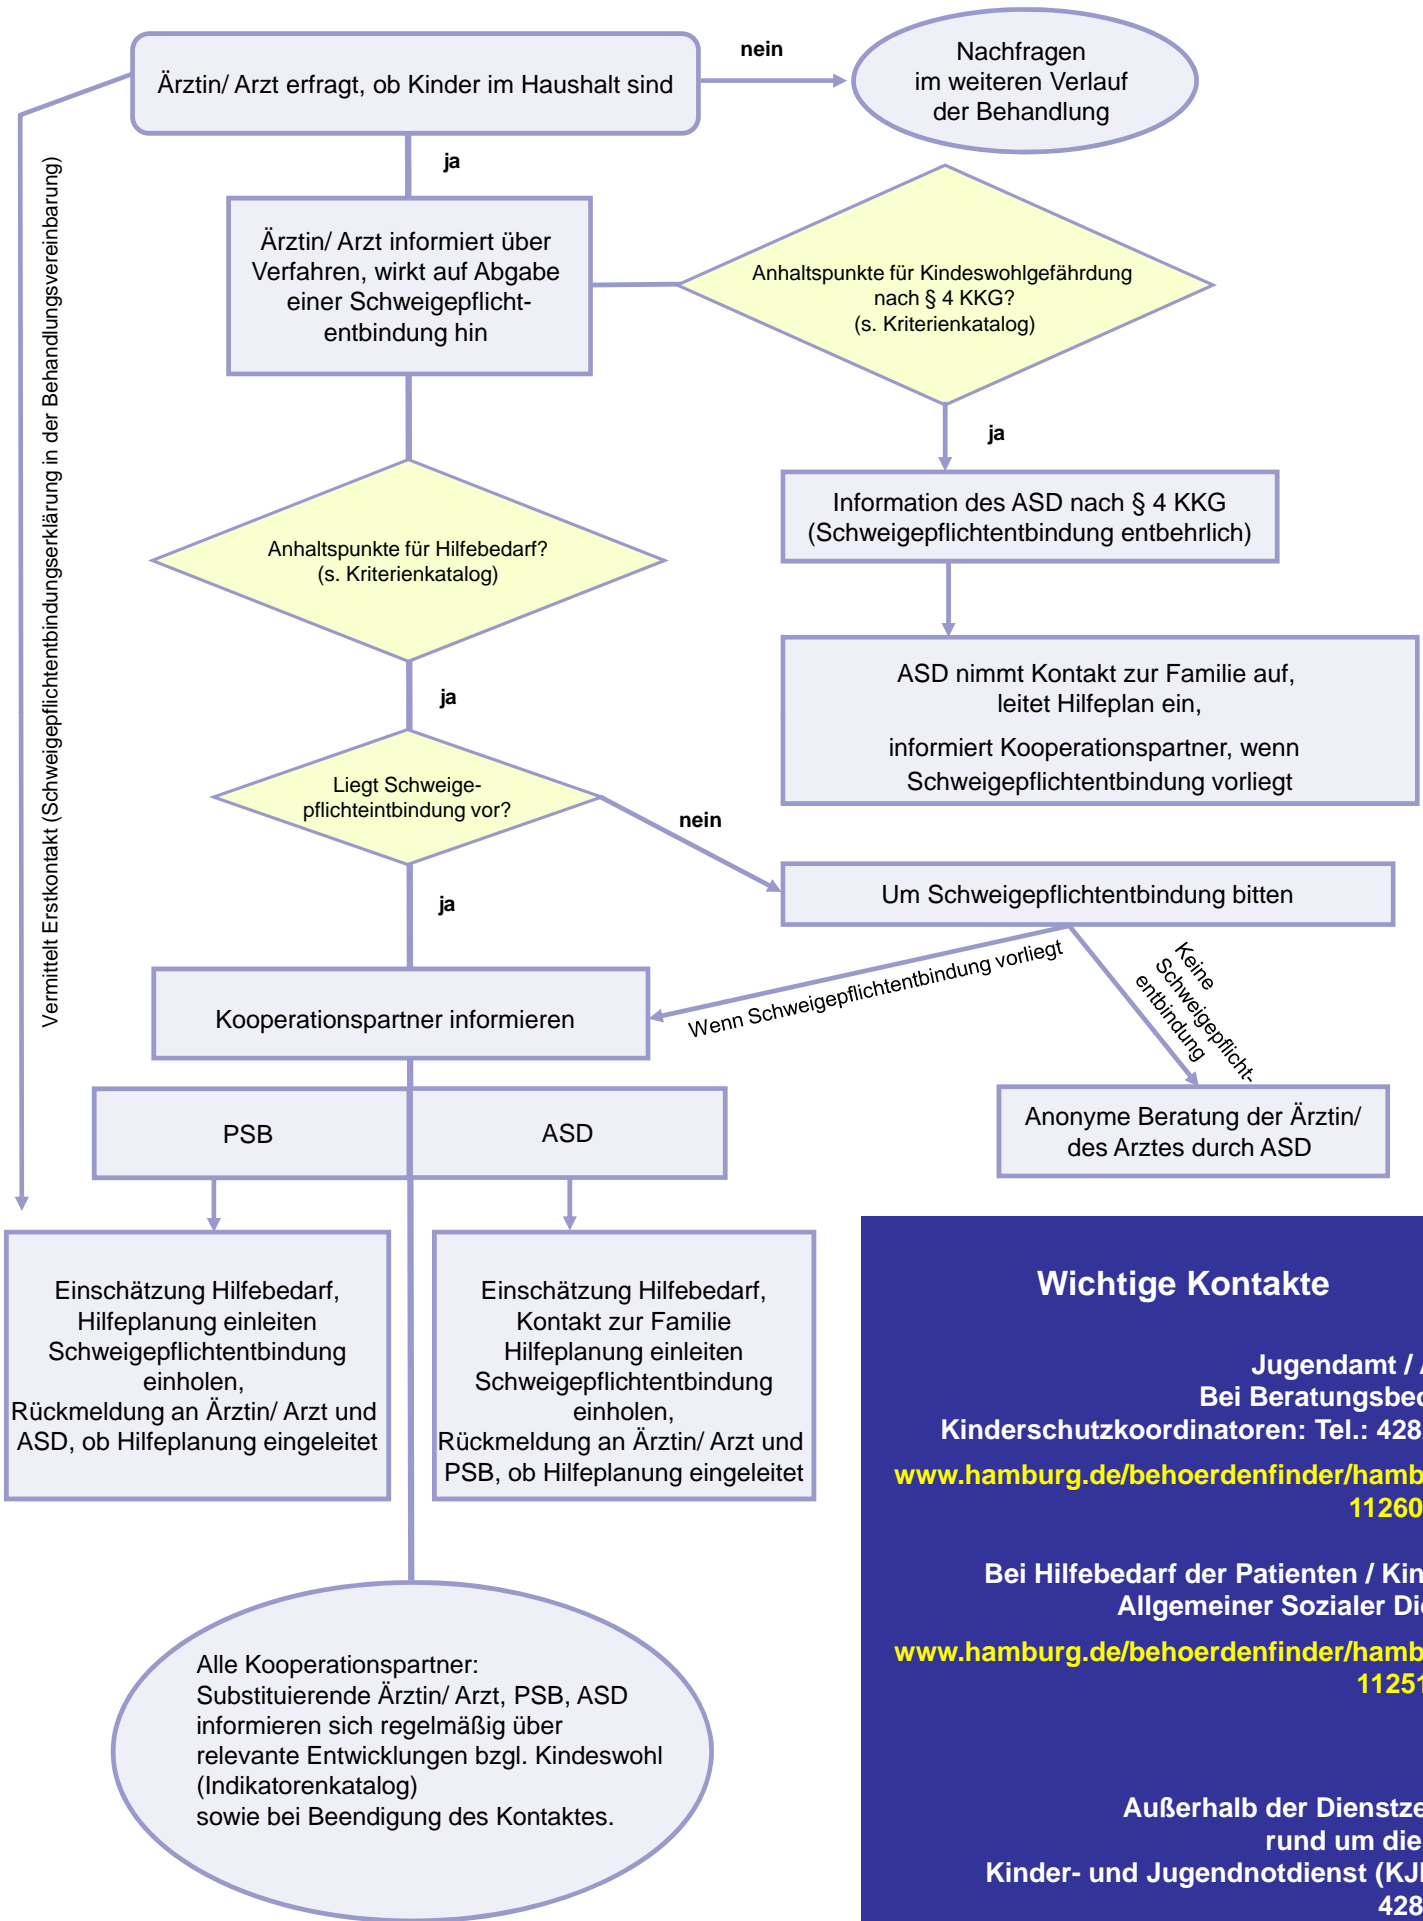 Ärztin/ Arzt erfragt, ob Kinder im Haushalt sind
nein
Nachfragen
im weiteren Verlauf
der Behandlung
ja
Vermittelt Erstkontakt (Schweigepflichtentbindungserklärung in der Behandlungsvereinbarung)
Ärztin/ Arzt informiert über
Verfahren, wirkt auf Abgabe
einer Schweigepflicht-
entbindung hin
Anhaltspunkte für Kindeswohlgefährdung
nach § 4 KKG?
(s. Kriterienkatalog)
ja
Information des ASD nach § 4 KKG
(Schweigepflichtentbindung entbehrlich)
ASD nimmt Kontakt zur Familie auf,
leitet Hilfeplan ein,
informiert Kooperationspartner, wenn
Schweigepflichtentbindung vorliegt
Anhaltspunkte für Hilfebedarf?
(s. Kriterienkatalog)
ja
Liegt Schweige-
pflichteintbindung vor?
nein
Um Schweigepflichtentbindung bitten
ja
Wenn Schweigepflichtentbindung vorliegt
Keine
Schweigepflicht-
entbindung
Kooperationspartner informieren
Anonyme Beratung der Ärztin/
des Arztes durch ASD
PSB
ASD
Einschätzung Hilfebedarf,
Hilfeplanung einleiten
Schweigepflichtentbindung
einholen,
Rückmeldung an Ärztin/ Arzt und
ASD, ob Hilfeplanung eingeleitet
Einschätzung Hilfebedarf,
Kontakt zur Familie
Hilfeplanung einleiten
Schweigepflichtentbindung
einholen,
Rückmeldung an Ärztin/ Arzt und
PSB, ob Hilfeplanung eingeleitet
Alle Kooperationspartner:
Substituierende Ärztin/ Arzt, PSB, ASD
informieren sich regelmäßig über
relevante Entwicklungen bzgl. Kindeswohl
(Indikatorenkatalog)
sowie bei Beendigung des Kontaktes.
Wichtige Kontakte
Jugendamt /
Bei
Kinderschutzkoordinatoren: Tel.: 428
www.hamburg.de/behoerdenfinder/hamb
11260
Bei Hilfebedarf der Patienten / Kin
Allgemeiner Sozialer Di
www.hamburg.de/behoerdenfinder/hamb
11251
Außerhalb der Dienstze
rund um die
Kinder- und Jugendnotdienst (KJ
428